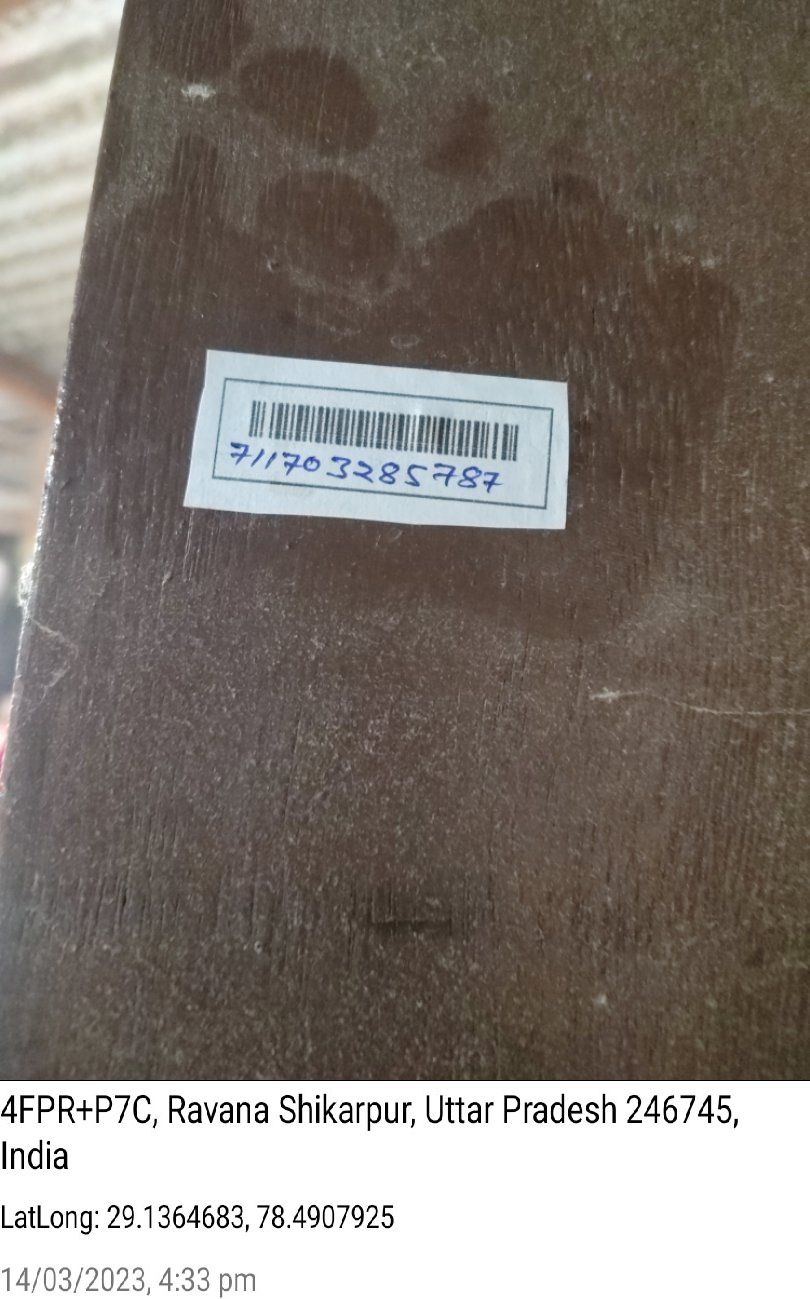 711703285787
4FPR+P7C, Ravana Shikarpur, Uttar Pradesh 246745,
India
LatLong: 29.1364683, 78.4907925
14/03/2023, 4:33 pm